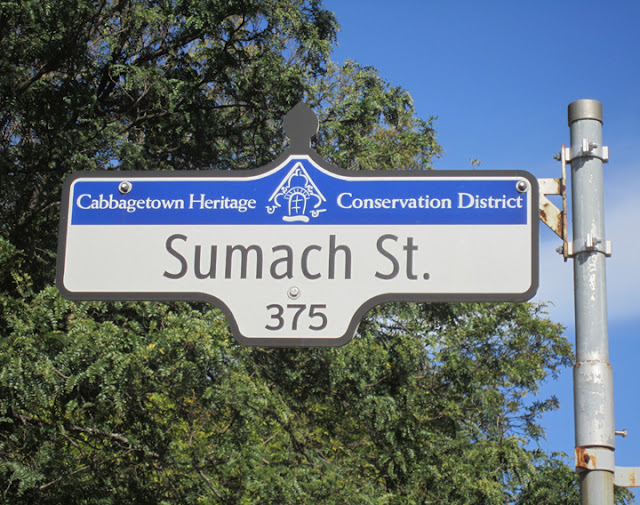 Cabbagetown Heritage Conservation District
Sumach St.
375